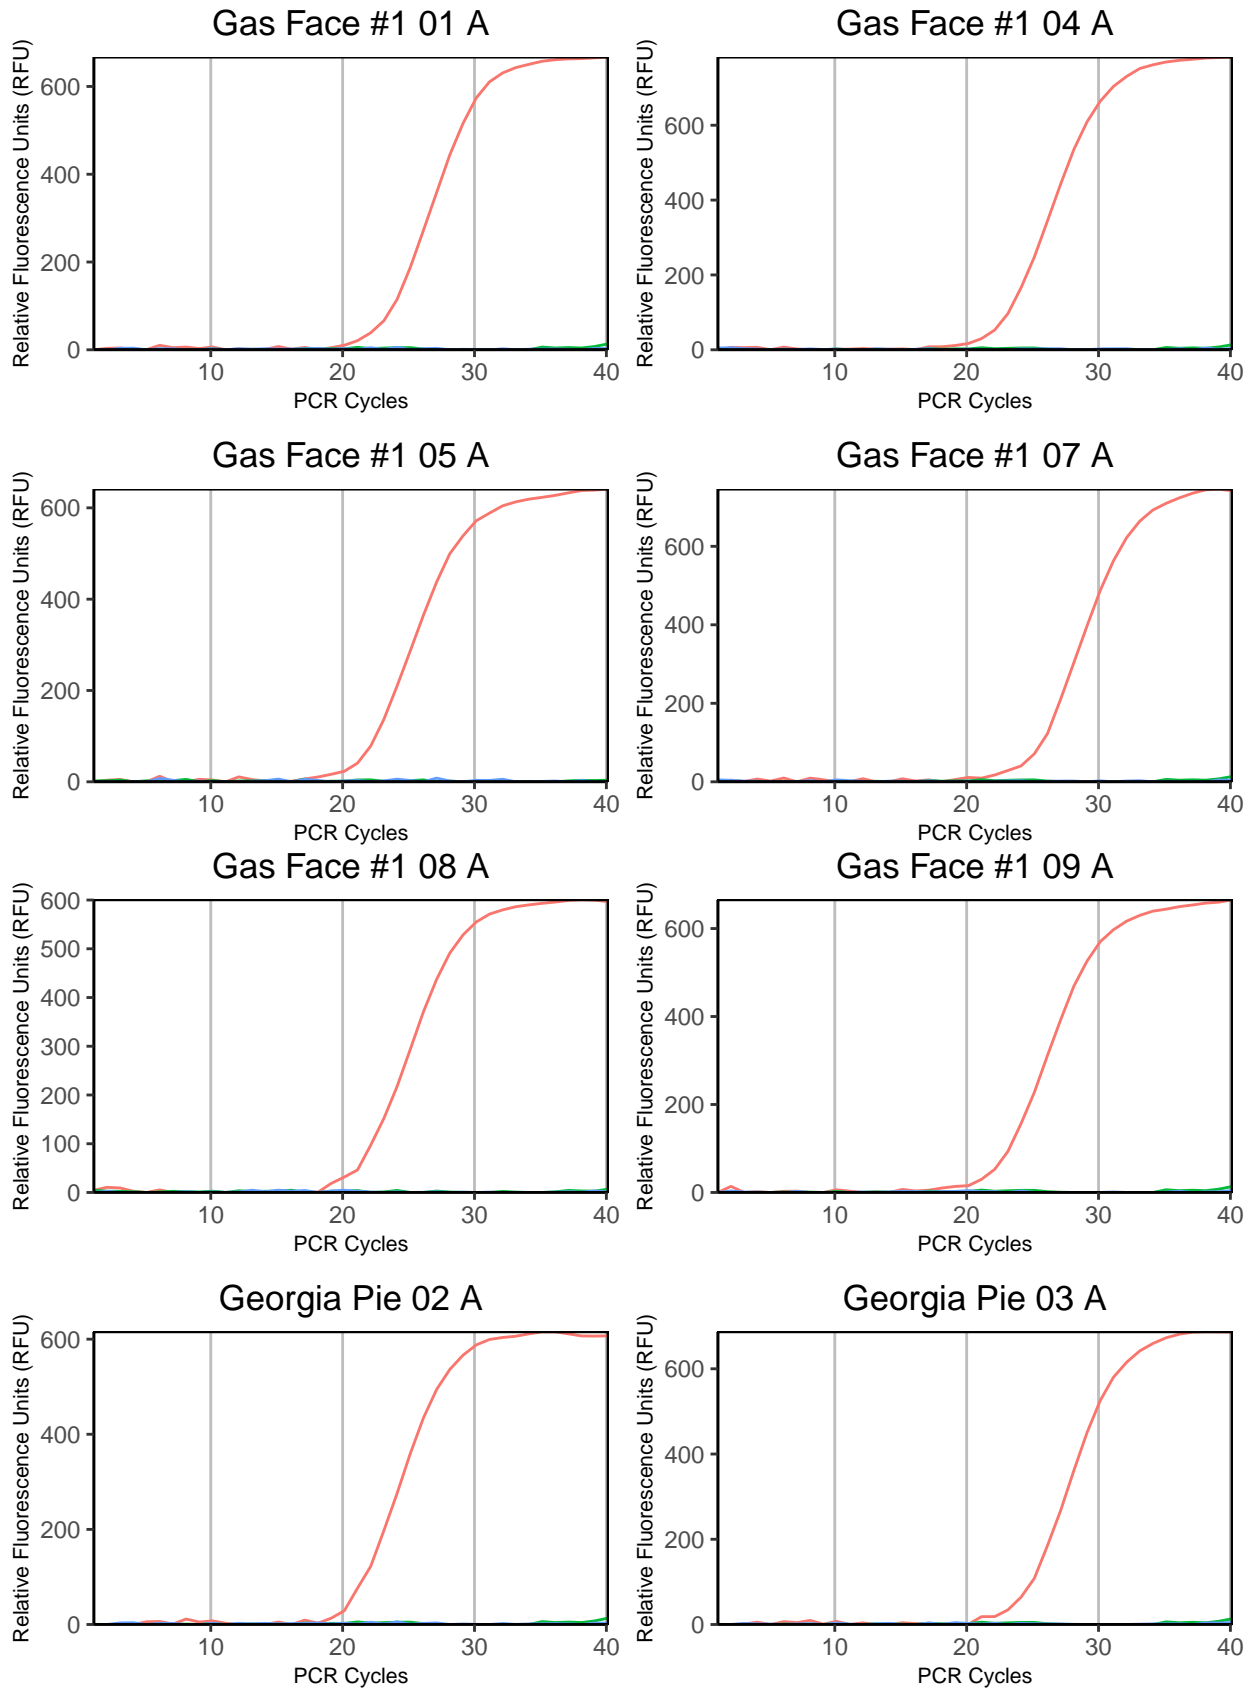 Gas Face #1 01 A
Relative Fluorescence Units (RFU)
600
400
200
0
10
20
30
40
PCR Cycles
Gas Face #1 04 A
Relative Fluorescence Units (RFU)
600
400
200
0
10
20
30
40
PCR Cycles
Gas Face #1 05 A
Relative Fluorescence Units (RFU)
600
400
200
0
10
20
30
40
PCR Cycles
Gas Face #1 07 A
Relative Fluorescence Units (RFU)
600
400
200
0
10
20
30
40
PCR Cycles
Gas Face #1 08 A
Relative Fluorescence Units (RFU)
600
500
400
300
200
100
0
10
20
30
40
PCR Cycles
Gas Face #1 09 A
Relative Fluorescence Units (RFU)
600
400
200
0
10
20
30
40
PCR Cycles
Georgia Pie 02 A
Relative Fluorescence Units (RFU)
600
400
200
0
10
20
30
40
PCR Cycles
Georgia Pie 03 A
Relative Fluorescence Units (RFU)
600
400
200
0
10
20
30
40
PCR Cycles